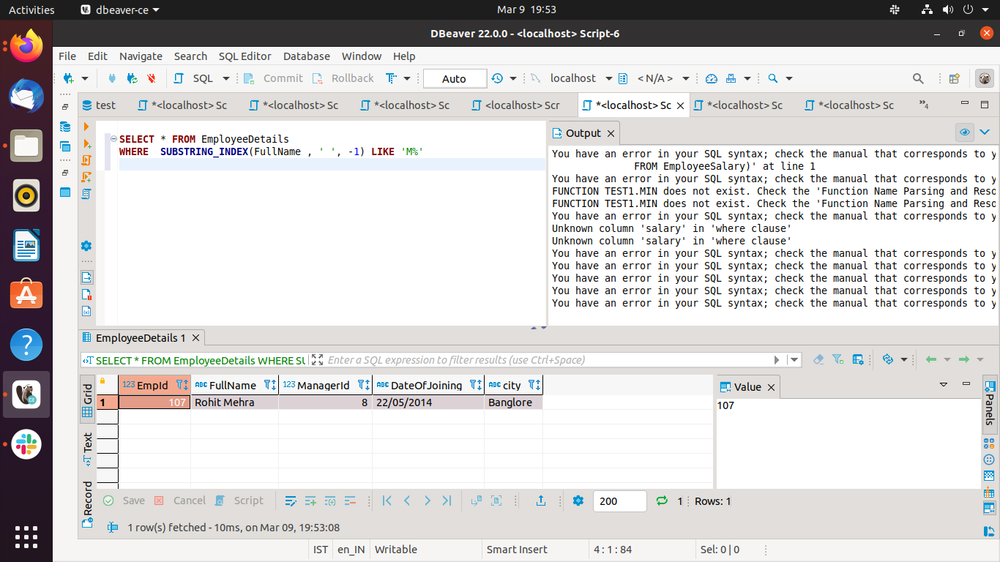 Activities
dbeaver-ce
Mar 9 19:53
DBeaver 22.0.0 - <localhost> Script-6
File Edit Navigate Search SQL Editor Database Window Help
SQL Commit Rollback Auto localhost < N/A >
test *<localhost> Sc *<localhost> Sc *<localhost> Sc <localhost> Scr *<localhost> Sc *<localhost> Sc *<localhost> Sc »4
SELECT * FROM EmployeeDetails
WHERE SUBSTRING_INDEX(FullName , ' ', -1) LIKE 'M%'
Output
You have an error in your SQL syntax; check the manual that corresponds to y
FROM EmployeeSalary)' at line 1
You have an error in your SQL syntax; check the manual that corresponds to y
FUNCTION TEST1.MIN does not exist. Check the 'Function Name Parsing and Reso
FUNCTION TEST1.MIN does not exist. Check the 'Function Name Parsing and Reso
You have an error in your SQL syntax; check the manual that corresponds to y
Unknown column 'salary' in 'where clause'
Unknown column 'salary' in 'where clause'
You have an error in your SQL syntax; check the manual that corresponds to y
You have an error in your SQL syntax; check the manual that corresponds to y
You have an error in your SQL syntax; check the manual that corresponds to y
You have an error in your SQL syntax; check the manual that corresponds to y
You have an error in your SQL syntax; check the manual that corresponds to y
EmployeeDetails 1
SELECT * FROM EmployeeDetails WHERE SU Enter a SQL expression to filter results (use Ctrl+Space)
Grid
Text
Record
123 EmpId ABC FullName 123 ManagerId ABC DateOfJoining ABC city
1 107 Rohit Mehra 8 22/05/2014 Banglore
Value
107
Panels
Save Cancel Script 200 1 Rows: 1
1 row(s) fetched - 10ms, on Mar 09, 19:53:08
IST en_IN Writable Smart Insert 4 : 1 : 84 Sel: 0 | 0